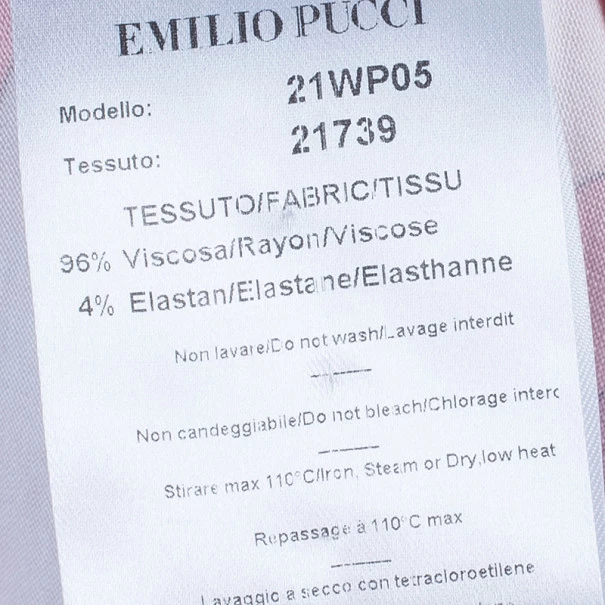 EMILIO PUCCI
Modello: 21WP05
Tessuto: 21739
TESSUTO/FABRIC/TISSU
96% Viscosa/Rayon/Viscose
4% Elastan/Elastane/Elasthanne
Non lavare/Do not wash/Lavage interdit
Non candeggiabile/Do not bleach/Chlorage interc
Stirare max 110°C/Iron, Steam or Dry,low heat
Repassage à 110°C max
Lavaggio a secco con tetracloroetilene